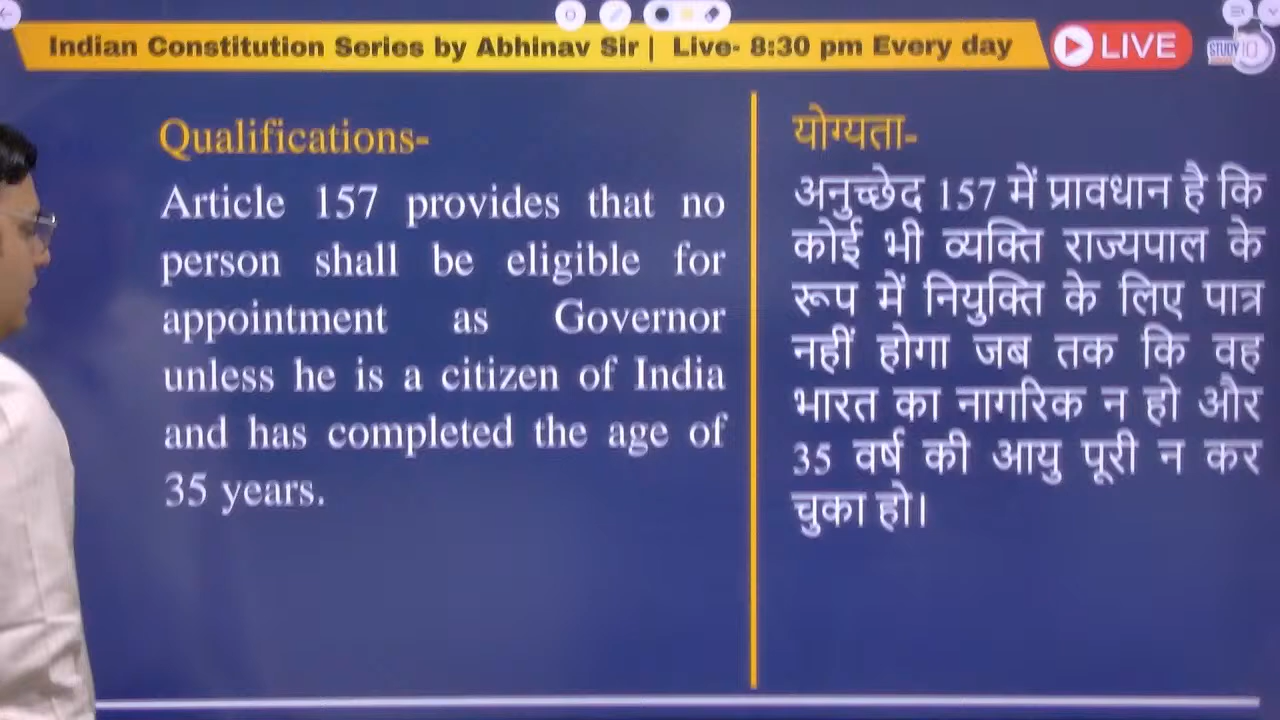 Indian Constitution Series by Abhinav Sir | Live- 8:30 pm Every day
LIVE
STUDY
Qualifications-
Article 157 provides that no
person shall be eligible for
appointment as Governor
unless he is a citizen of India
and has completed the age of
35 years.
योग्यता-
अनुच्छेद 157 में प्रावधान है कि
कोई भी व्यक्ति राज्यपाल के
रूप में नियुक्ति के लिए पात्र
नहीं होगा जब तक कि वह
भारत का नागरिक न हो और
35 वर्ष की आयु पूरी न कर
चुका हो।